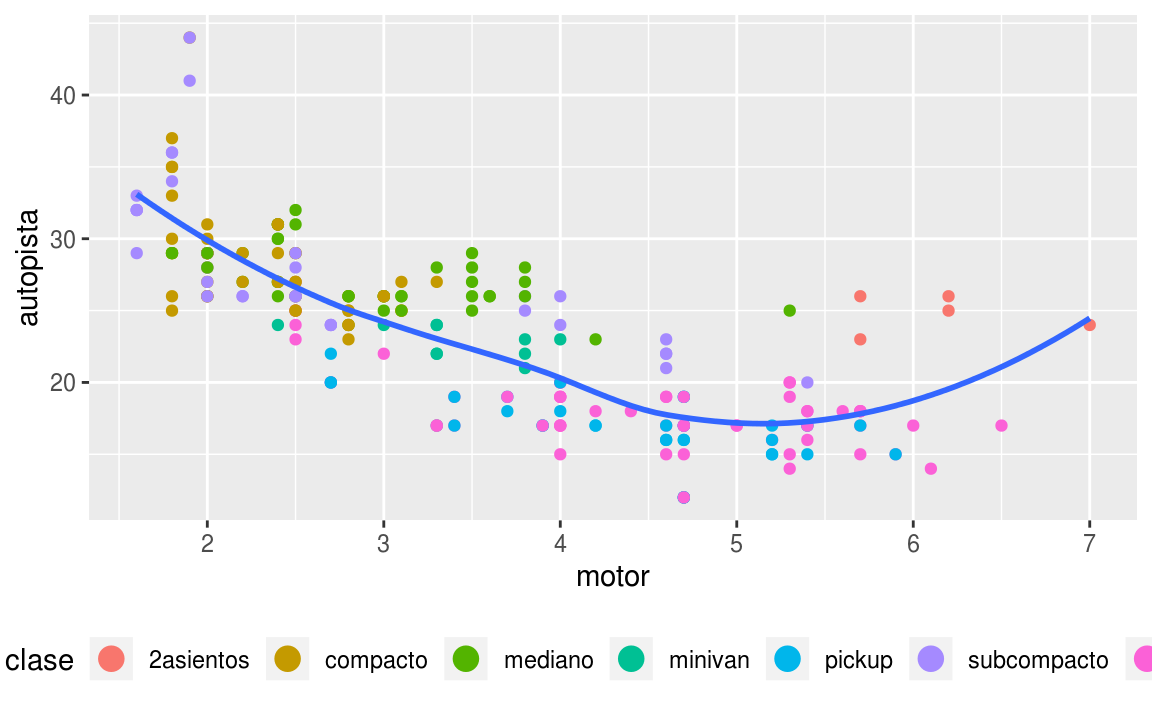 40
30
20
autopista
2 3 4 5 6 7
motor
clase 2asientos compacto mediano minivan pickup subcompacto